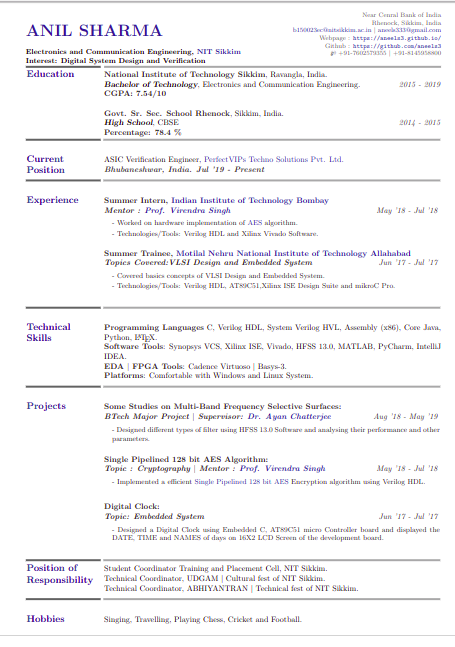 ANIL SHARMA
Near Cenral Bank of India
Rhenock, Sikkim, India
b150023ec@nitsikkim.ac.in | aneels333@gmail.com
Webpage : https://aneels3.github.io/
Github : https://github.com/aneels3
+91-7602579355 | +91-8145958800
Electronics and Communication Engineering, NIT Sikkim
Interest: Digital System Design and Verification
Education
National Institute of Technology Sikkim, Ravangla, India.
Bachelor of Technology, Electronics and Communication Engineering. 2015 - 2019
CGPA: 7.54/10
Govt. Sr. Sec. School Rhenock, Sikkim, India.
High School, CBSE 2014 - 2015
Percentage: 78.4 %
Current Position
ASIC Verification Engineer, PerfectVIPs Techno Solutions Pvt. Ltd.
Bhubaneshwar, India. Jul '19 - Present
Experience
Summer Intern, Indian Institute of Technology Bombay
Mentor : Prof. Virendra Singh May '18 - Jul '18
- Worked on hardware implementation of AES algorithm.
- Technologies/Tools: Verilog HDL and Xilinx Vivado Software.
Summer Trainee, Motilal Nehru National Institute of Technology Allahabad
Topics Covered:VLSI Design and Embedded System Jun '17 - Jul '17
- Covered basics concepts of VLSI Design and Embedded System.
- Technologies/Tools: Verilog HDL, AT89C51,Xilinx ISE Design Suite and mikroC Pro.
Technical Skills
Programming Languages C, Verilog HDL, System Verilog HVL, Assembly (x86), Core Java,
Python, LATEX.
Software Tools: Synopsys VCS, Xilinx ISE, Vivado, HFSS 13.0, MATLAB, PyCharm, IntelliJ
IDEA.
EDA | FPGA Tools: Cadence Virtuoso | Basys-3.
Platforms: Comfortable with Windows and Linux System.
Projects
Some Studies on Multi-Band Frequency Selective Surfaces:
BTech Major Project | Supervisor: Dr. Ayan Chatterjee Aug '18 - May '19
- Designed different types of filter using HFSS 13.0 Software and analysing their performance and other
parameters.
Single Pipelined 128 bit AES Algorithm:
Topic : Cryptography | Mentor : Prof. Virendra Singh May '18 - Jul '18
- Implemented a efficient Single Pipelined 128 bit AES Encryption algorithm using Verilog HDL.
Digital Clock:
Topic: Embedded System Jun '17 - Jul '17
- Designed a Digital Clock using Embedded C, AT89C51 micro Controller board and displayed the
DATE, TIME and NAMES of days on 16X2 LCD Screen of the development board.
Position of Responsibility
Student Coordinator Training and Placement Cell, NIT Sikkim.
Technical Coordinator, UDGAM | Cultural fest of NIT Sikkim.
Technical Coordinator, ABHIYANTRAN | Technical fest of NIT Sikkim.
Hobbies
Singing, Travelling, Playing Chess, Cricket and Football.